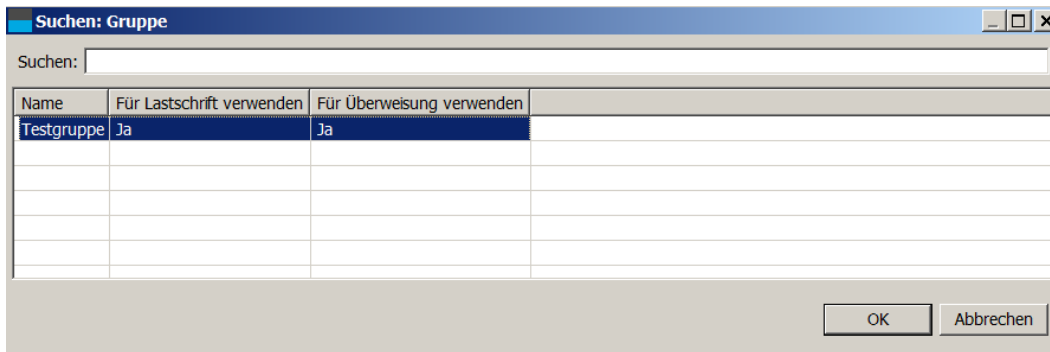 Suchen: Gruppe
Suchen:
Name Für Lastschrift verwenden Für Überweisung verwenden
Testgruppe Ja Ja
OK Abbrechen